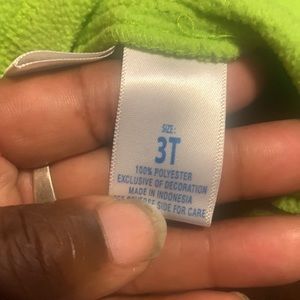 SIZE:
3T
100% POLYESTER
EXCLUSIVE OF DECORATION
MADE IN INDONESIA
REVERSE SIDE FOR CARE